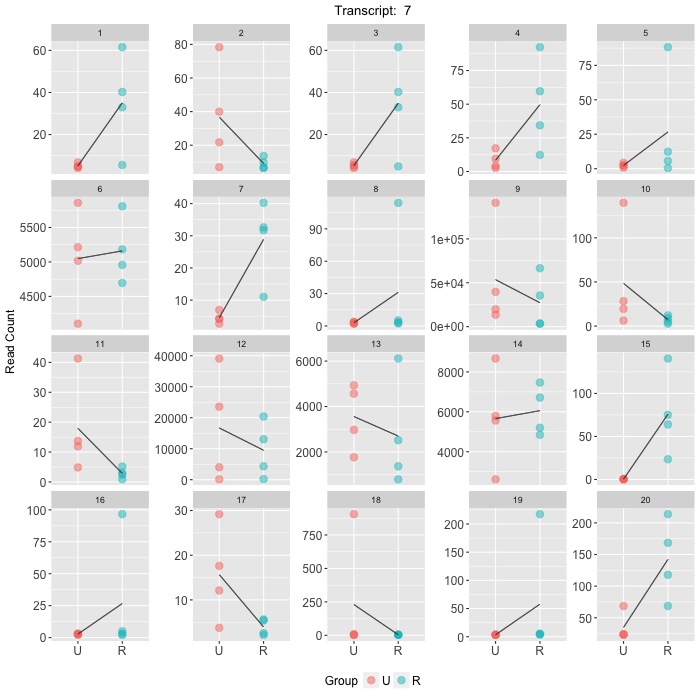 Transcript: 7
1 2 3 4 5
60 80 60 75 75
40 60 40 50 50
20 40 20 25 25
20 0 0
6 7 8 9 10
5500 40 90 1e+05 100
5000 30 60 5e+04 50
4500 20 30 0e+00 0
10 0
Read Count
11 12 13 14 15
40 40000 6000 8000 100
30 30000 4000 6000 50
20 20000 2000 4000 0
10 10000
0 0
16 17 18 19 20
100 30 750 200 200
75 20 500 150 150
50 10 250 100 100
25 0 50 50
0 0
U R U R U R U R U R
Group U R